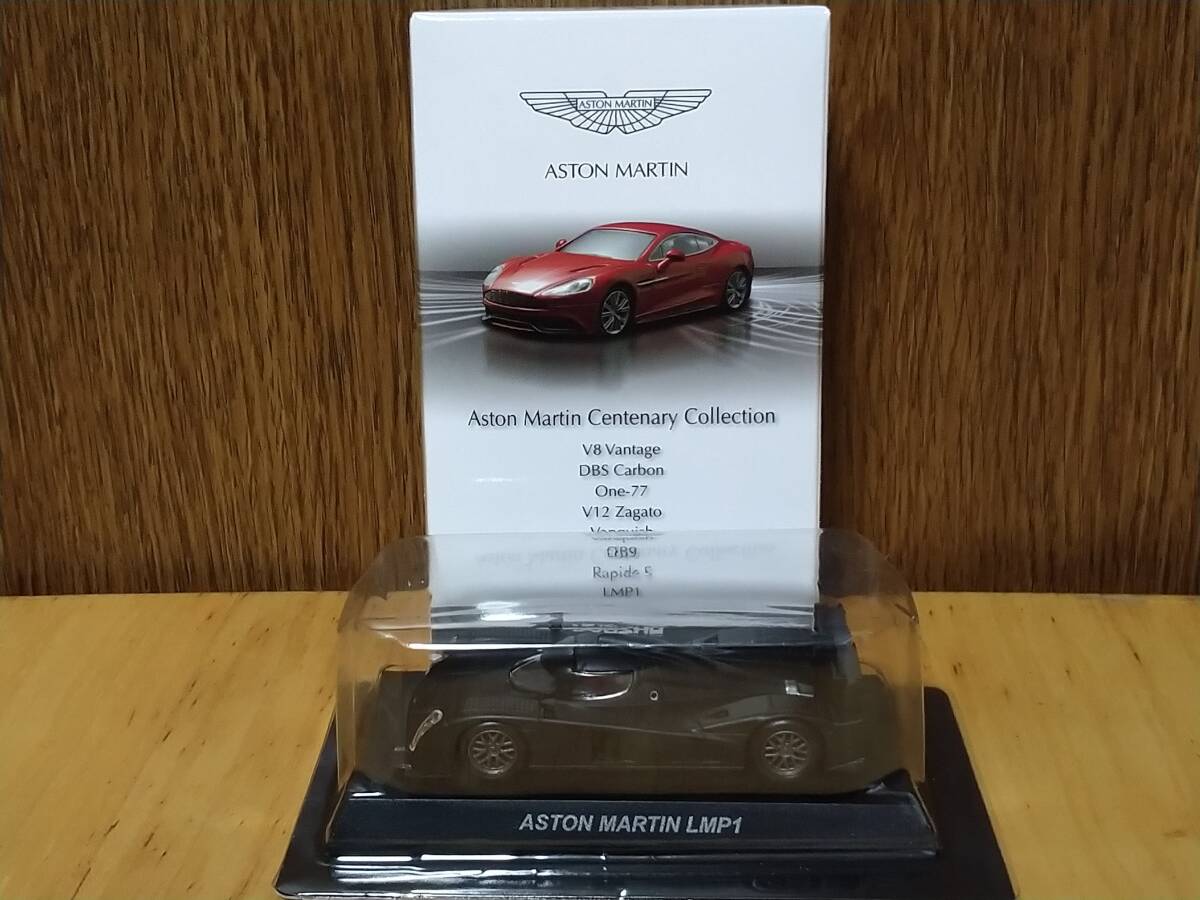 ASTON MARTIN
ASTON MARTIN
Aston Martin Centenary Collection
V8 Vantage
DBS Carbon
One-77
V12 Zagato
Vanquish
DB9
Rapide S
LMP1
ASTON MARTIN LMP1